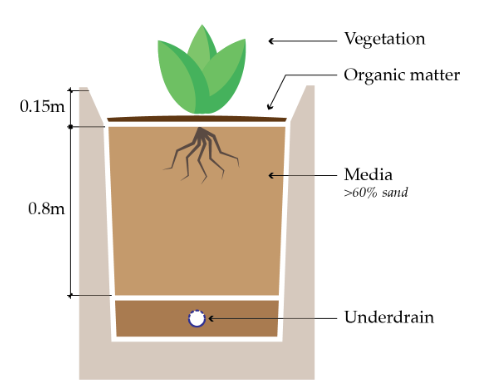 Vegetation
Organic matter
0.15m
Media
>60% sand
0.8m
Underdrain